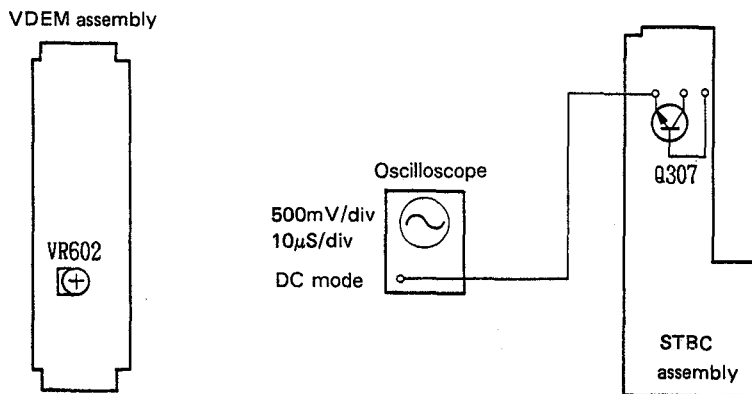 VDEM assembly
VR602
Oscilloscope
500mV/div
10μS/div
DC mode
Q307
STBC
assembly